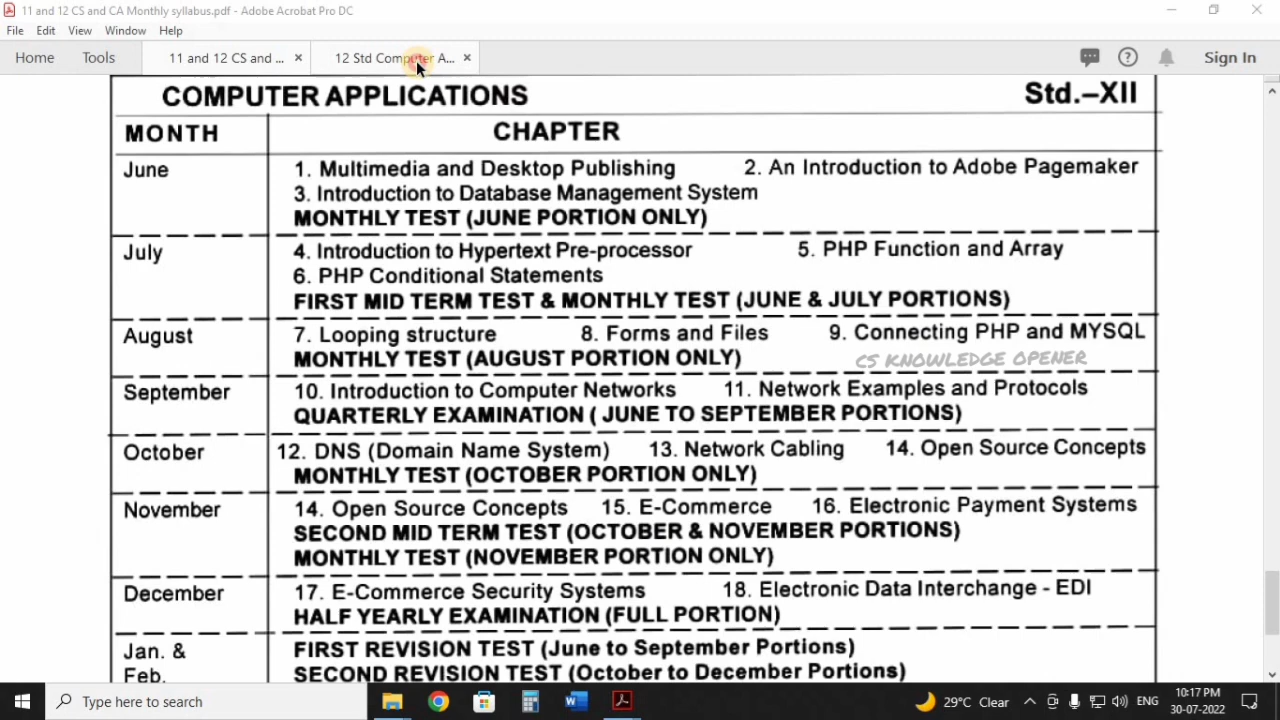 11 and 12 CS and CA Monthly syllabus.pdf - Adobe Acrobat Pro DC
File Edit View Window Help
Home Tools 11 and 12 CS and ... × 12 Std Computer A... × Sign In
COMPUTER APPLICATIONS Std.–XII
MONTH CHAPTER
June 1. Multimedia and Desktop Publishing 2. An Introduction to Adobe Pagemaker
3. Introduction to Database Management System
MONTHLY TEST (JUNE PORTION ONLY)
July 4. Introduction to Hypertext Pre-processor 5. PHP Function and Array
6. PHP Conditional Statements
FIRST MID TERM TEST & MONTHLY TEST (JUNE & JULY PORTIONS)
August 7. Looping structure 8. Forms and Files 9. Connecting PHP and MYSQL
MONTHLY TEST (AUGUST PORTION ONLY) CS KNOWLEDGE OPENER
September 10. Introduction to Computer Networks 11. Network Examples and Protocols
QUARTERLY EXAMINATION ( JUNE TO SEPTEMBER PORTIONS)
October 12. DNS (Domain Name System) 13. Network Cabling 14. Open Source Concepts
MONTHLY TEST (OCTOBER PORTION ONLY)
November 14. Open Source Concepts 15. E-Commerce 16. Electronic Payment Systems
SECOND MID TERM TEST (OCTOBER & NOVEMBER PORTIONS)
MONTHLY TEST (NOVEMBER PORTION ONLY)
December 17. E-Commerce Security Systems 18. Electronic Data Interchange - EDI
HALF YEARLY EXAMINATION (FULL PORTION)
Jan. & FIRST REVISION TEST (June to September Portions)
Feb. SECOND REVISION TEST (October to December Portions)
Type here to search 29°C Clear ENG 10:17 PM
30-07-2022